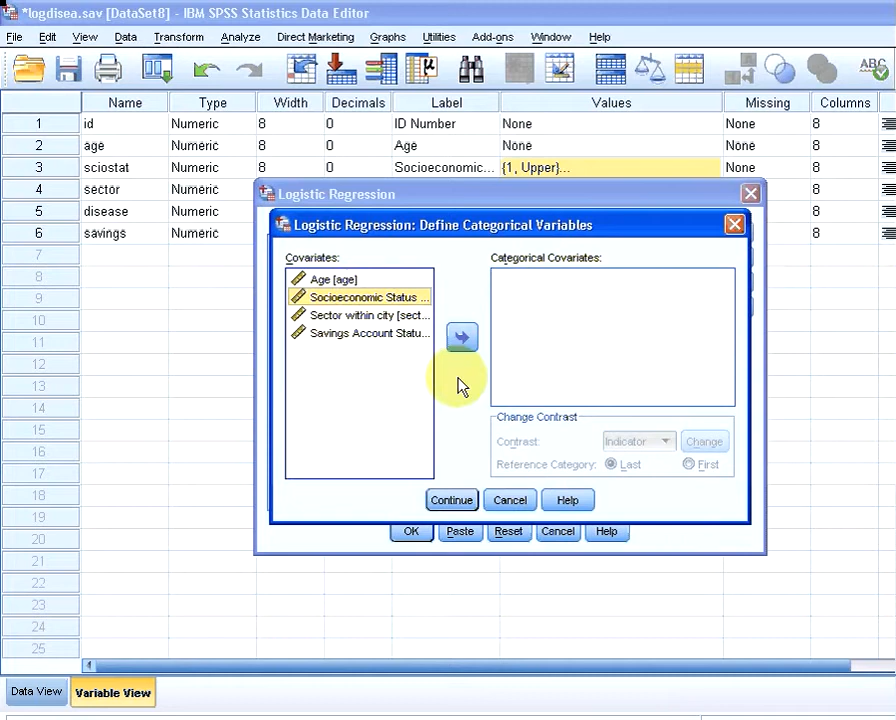 *logdisea.sav [DataSet8] - IBM SPSS Statistics Data Editor
File Edit View Data Transform Analyze Direct Marketing Graphs Utilities Add-ons Window Help
ABC
Name Type Width Decimals Label Values Missing Columns
1 id Numeric 8 0 ID Number None None 8
2 age Numeric 8 0 Age None None 8
3 sciostat Numeric 8 0 Socioeconomic... {1, Upper}... None 8
4 sector Numeric 8
5 disease Numeric 8
6 savings Numeric 8
7
8
9
10
11
12
13
14
15
16
17
18
19
20
21
22
23
24
25
Logistic Regression
Logistic Regression: Define Categorical Variables
Covariates:
Age [age]
Socioeconomic Status ...
Sector within city [sect...
Savings Account Statu...
Categorical Covariates:
Change Contrast
Contrast: Indicator Change
Reference Category: Last First
Continue Cancel Help
OK Paste Reset Cancel Help
Data View Variable View